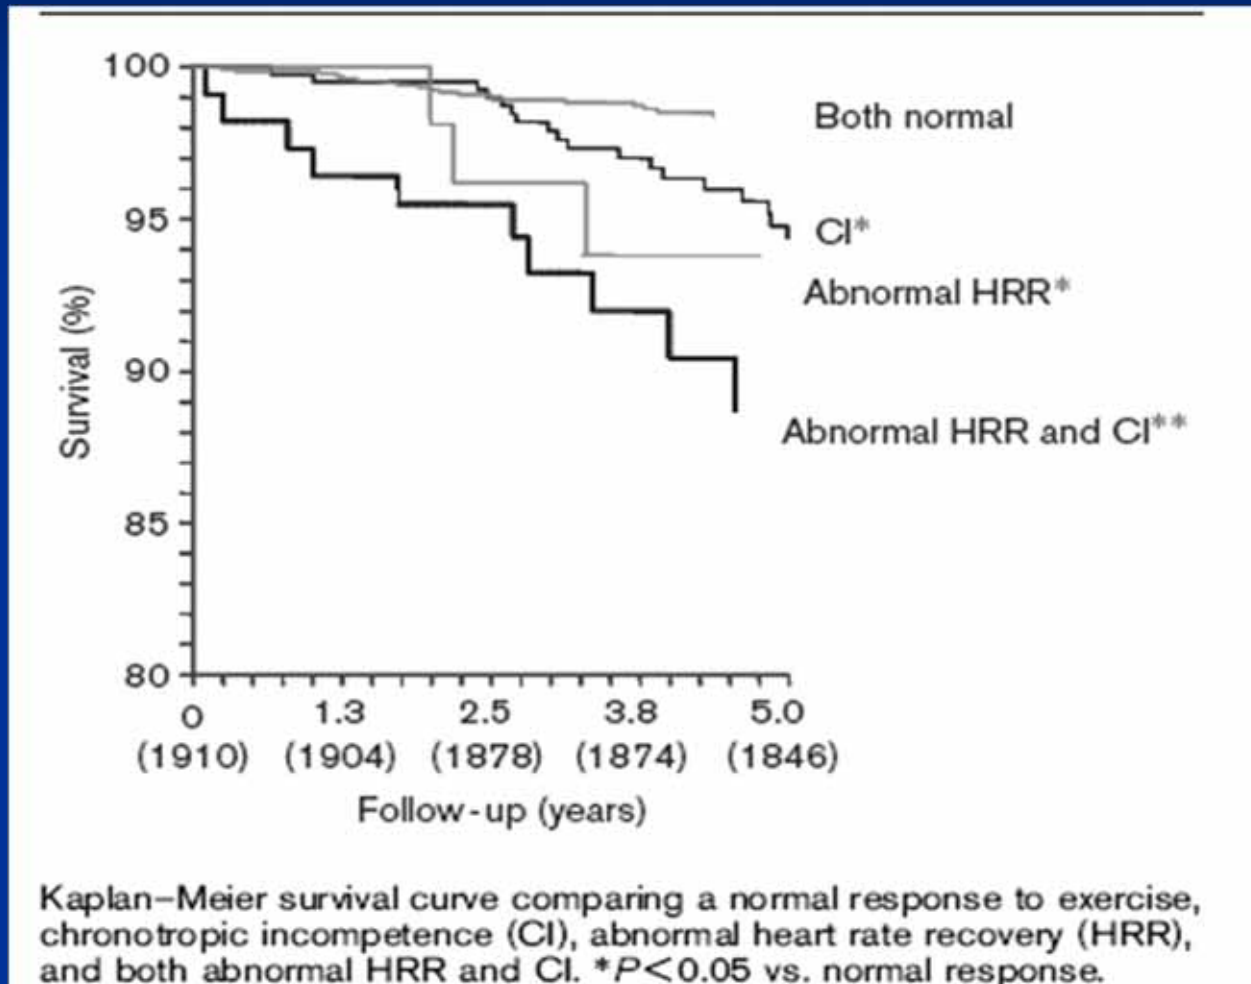 100
95
90
85
80
Survival (%)
Both normal
CI*
Abnormal HRR*
Abnormal HRR and CI**
0 1.3 2.5 3.8 5.0
(1910) (1904) (1878) (1874) (1846)
Follow-up (years)
Kaplan–Meier survival curve comparing a normal response to exercise,
chronotropic incompetence (CI), abnormal heart rate recovery (HRR),
and both abnormal HRR and CI. *P<0.05 vs. normal response.